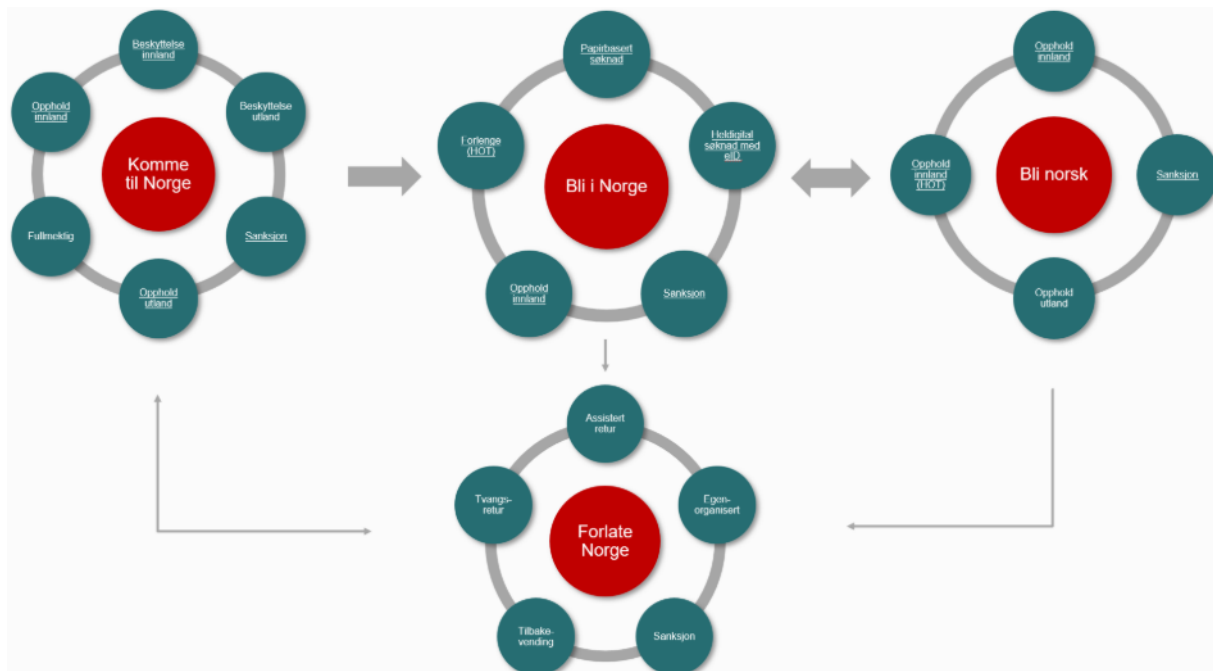 Beskyttelse
innland
Opphold
innland
Beskyttelse
utland
Komme
til Norge
Fullmektig
Sanksjon
Opphold
utland
Papirbasert
søknad
Forlenge
(HOT)
Heldigital
søknad med
eID
Bli i Norge
Opphold
innland
Sanksjon
Opphold
innland
Opphold
innland
(HOT)
Bli norsk
Sanksjon
Opphold
utland
Assistert
retur
Tvangs-
retur
Egen-
organisert
Forlate
Norge
Tilbake-
vending
Sanksjon